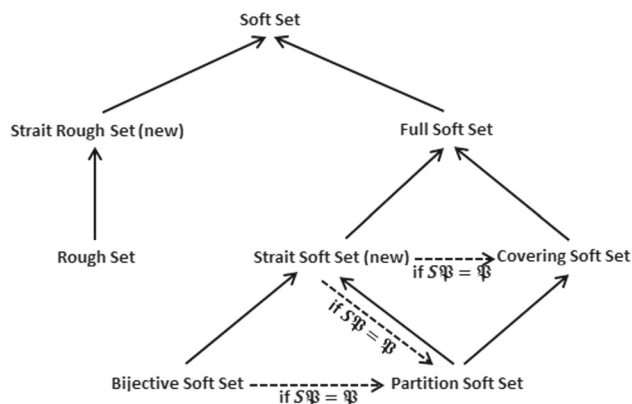 Soft Set
Strait Rough Set (new)
Full Soft Set
Rough Set
Strait Soft Set (new)
Covering Soft Set
if S𝔓 = 𝔓
if S𝔓 = 𝔓
Bijective Soft Set
Partition Soft Set
if S𝔓 = 𝔓